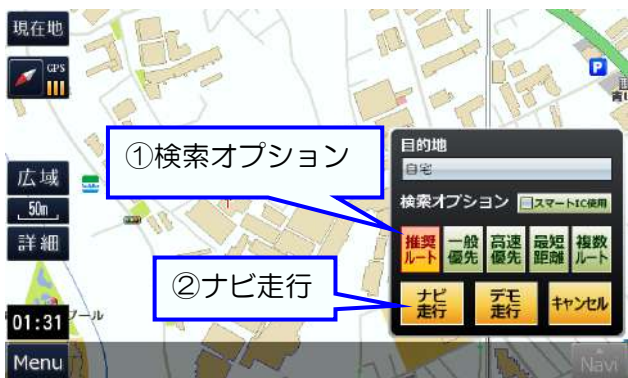 現在地
GPS
①検索オプション
目的地
自宅
検索オプション
スマートIC使用
広域
50m
詳細
推奨
ルート
一般
優先
高速
優先
最短
距離
複数
ルート
②ナビ走行
ナビ
走行
デモ
走行
キャンセル
P
プール
01:31
Menu
Navi